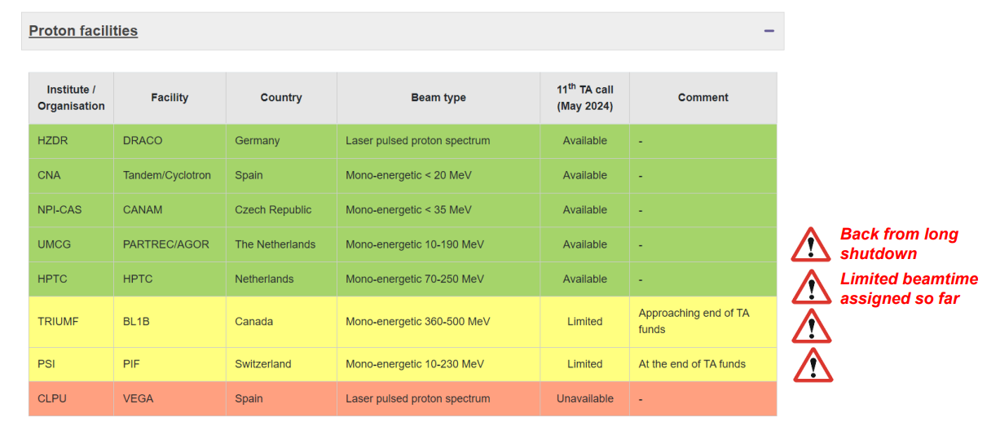 Proton facilities
Institute / Organisation Facility Country Beam type 11th TA call (May 2024) Comment
HZDR DRACO Germany Laser pulsed proton spectrum Available -
CNA Tandem/Cyclotron Spain Mono-energetic < 20 MeV Available -
NPI-CAS CANAM Czech Republic Mono-energetic < 35 MeV Available -
UMCG PARTREC/AGOR The Netherlands Mono-energetic 10-190 MeV Available -
Back from long
shutdown
HPTC HPTC Netherlands Mono-energetic 70-250 MeV Available -
Limited beamtime
assigned so far
TRIUMF BL1B Canada Mono-energetic 360-500 MeV Limited Approaching end of TA funds
PSI PIF Switzerland Mono-energetic 10-230 MeV Limited At the end of TA funds
CLPU VEGA Spain Laser pulsed proton spectrum Unavailable -